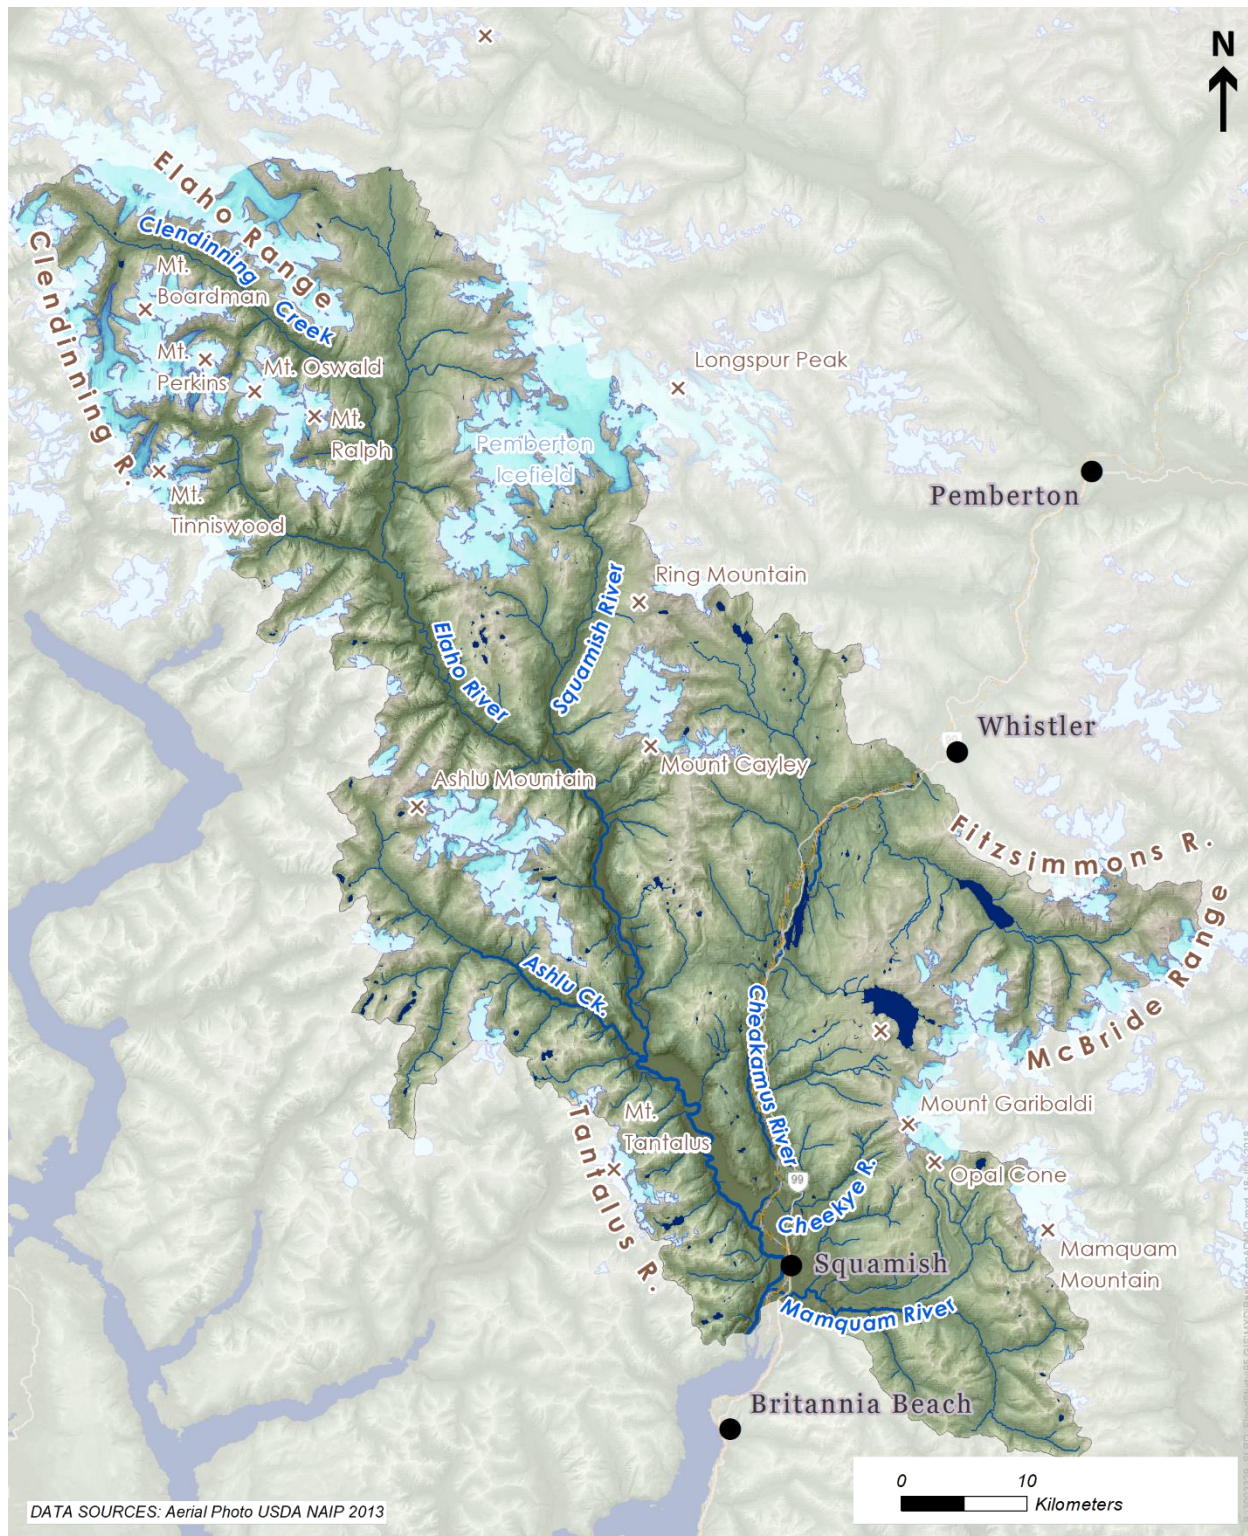 N
Elaho Range
Clendinning
Creek
Clendinning R.
Mt.
Boardman
Mt.
Perkins
Mt. Oswald
Mt.
Ralph
Mt.
Tinniswood
Longspur Peak
Pemberton
Icefield
Pemberton
Ring Mountain
Squamish River
Elaho River
Whistler
Mount Cayley
Ashlu Mountain
Fitzsimmons R.
McBride Range
Ashlu Ck.
Cheakamus River
Mount Garibaldi
Mt.
Tantalus
Tantalus R.
Opal Cone
99
Cheekye R.
Mamquam
Mountain
Squamish
Mamquam River
Britannia Beach
0 10
Kilometers
DATA SOURCES: Aerial Photo USDA NAIP 2013